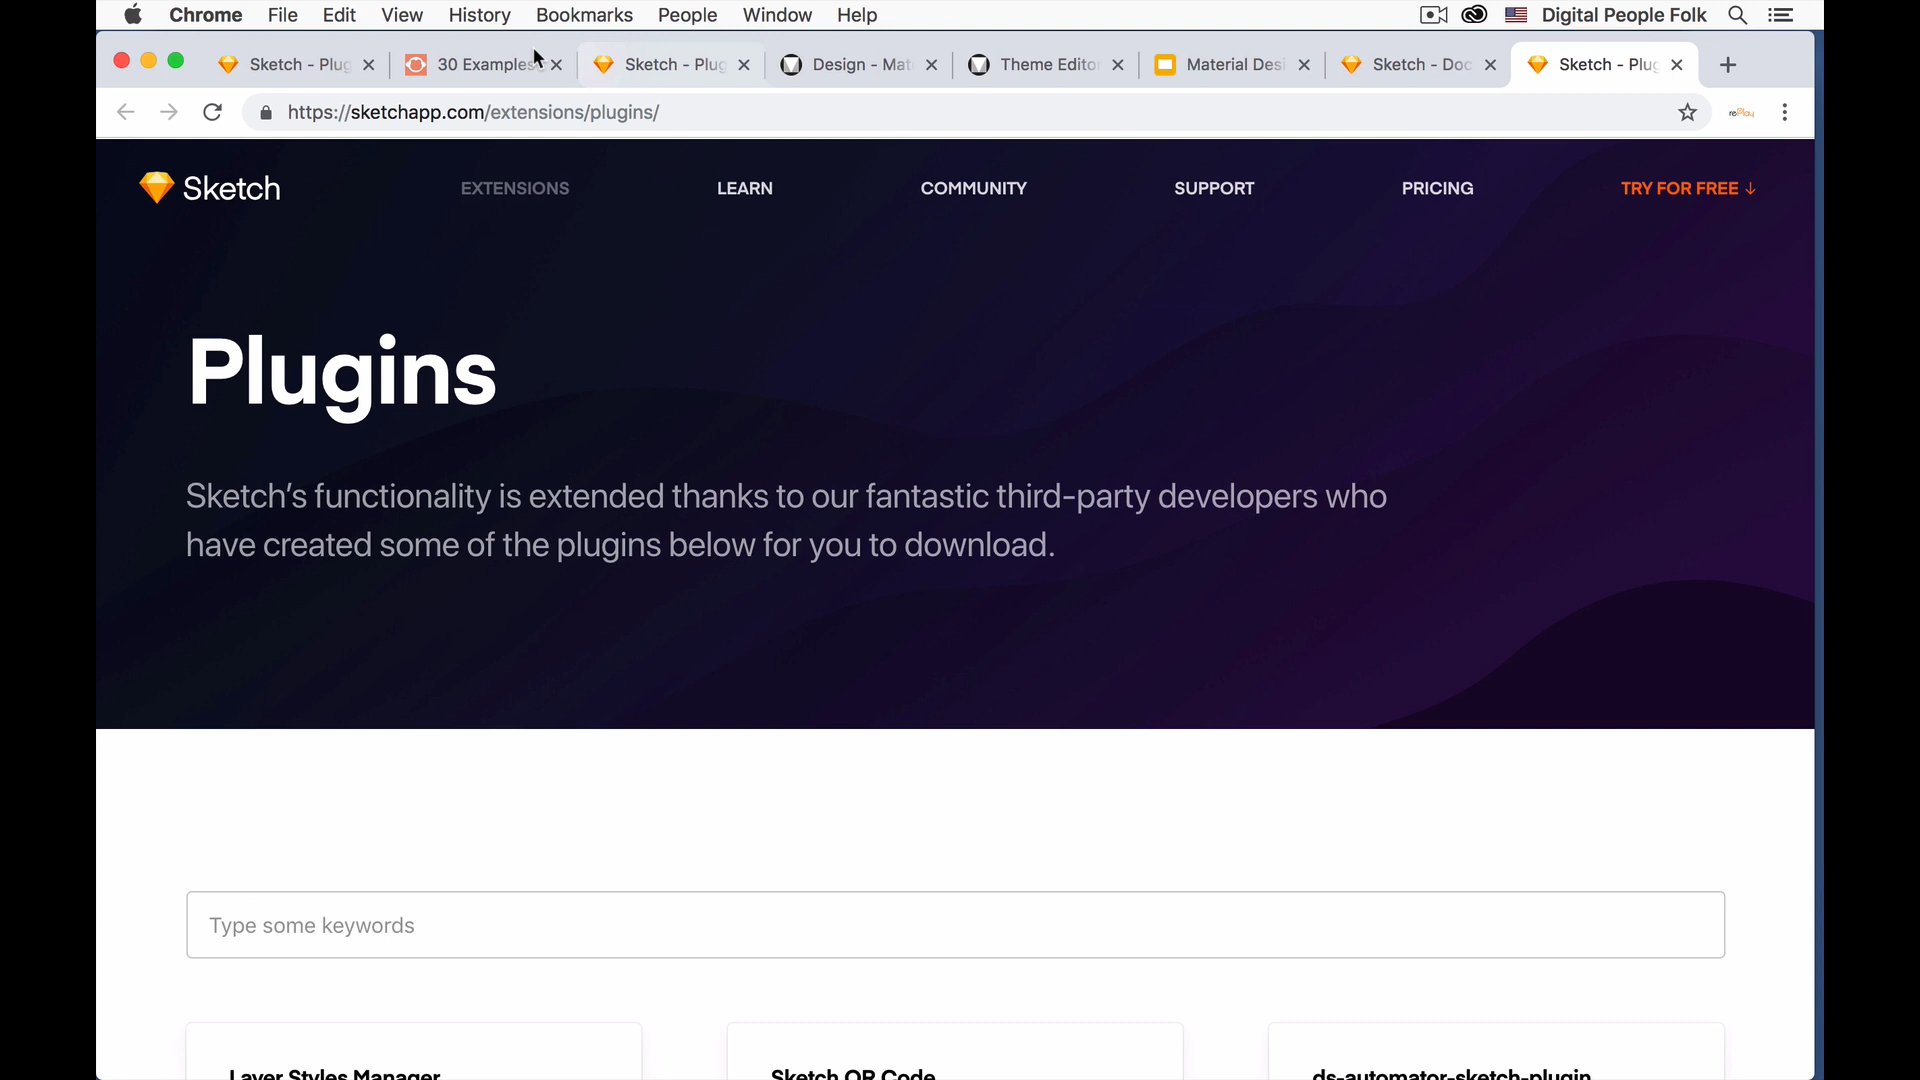 Chrome File Edit View History Bookmarks People Window Help Digital People Folk
Sketch - Plug 30 Examples Sketch - Plug Design - Mat Theme Editor Material Desi Sketch - Doc Sketch - Plug
https://sketchapp.com/extensions/plugins/ rePlay
Sketch EXTENSIONS LEARN COMMUNITY SUPPORT PRICING TRY FOR FREE ↓
Plugins
Sketch’s functionality is extended thanks to our fantastic third-party developers who
have created some of the plugins below for you to download.
Type some keywords
Layer Styles Manager Sketch QR Code ds-automator-sketch-plugin